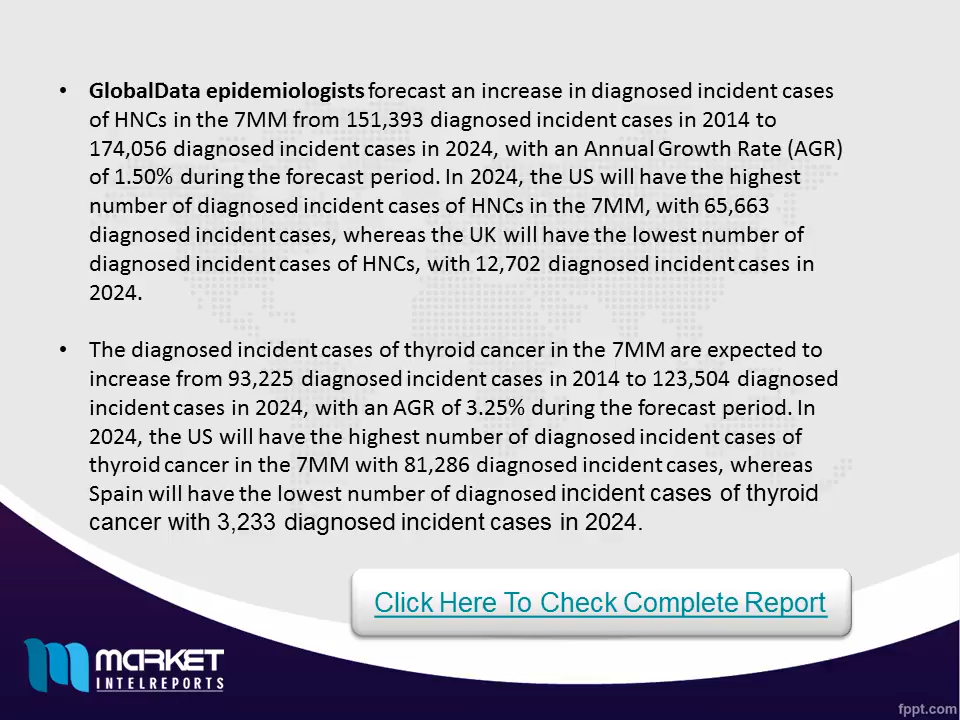 • GlobalData epidemiologists forecast an increase in diagnosed incident cases
of HNCs in the 7MM from 151,393 diagnosed incident cases in 2014 to
174,056 diagnosed incident cases in 2024, with an Annual Growth Rate (AGR)
of 1.50% during the forecast period. In 2024, the US will have the highest
number of diagnosed incident cases of HNCs in the 7MM, with 65,663
diagnosed incident cases, whereas the UK will have the lowest number of
diagnosed incident cases of HNCs, with 12,702 diagnosed incident cases in
2024.
• The diagnosed incident cases of thyroid cancer in the 7MM are expected to
increase from 93,225 diagnosed incident cases in 2014 to 123,504 diagnosed
incident cases in 2024, with an AGR of 3.25% during the forecast period. In
2024, the US will have the highest number of diagnosed incident cases of
thyroid cancer in the 7MM with 81,286 diagnosed incident cases, whereas
Spain will have the lowest number of diagnosed incident cases of thyroid
cancer with 3,233 diagnosed incident cases in 2024.
Click Here To Check Complete Report
MARKET
INTELREPORTS
fppt.com